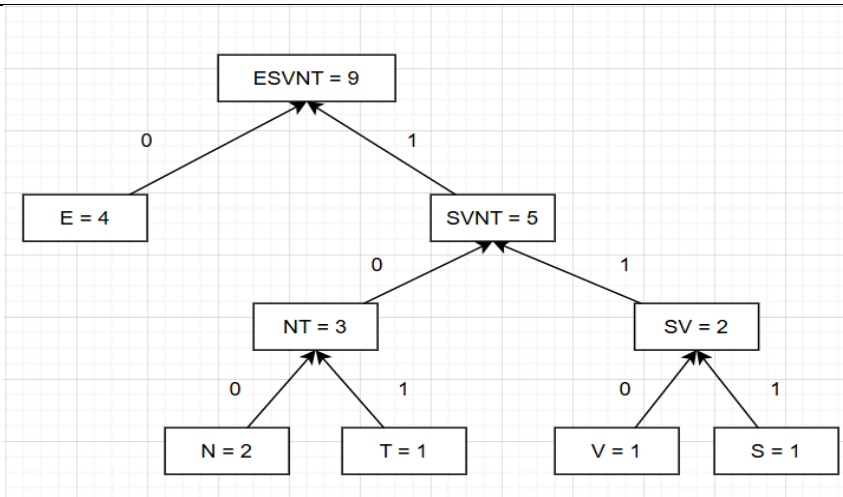 ESVNT = 9
0
1
E = 4
SVNT = 5
0
1
NT = 3
SV = 2
0
1
0
1
N = 2
T = 1
V = 1
S = 1